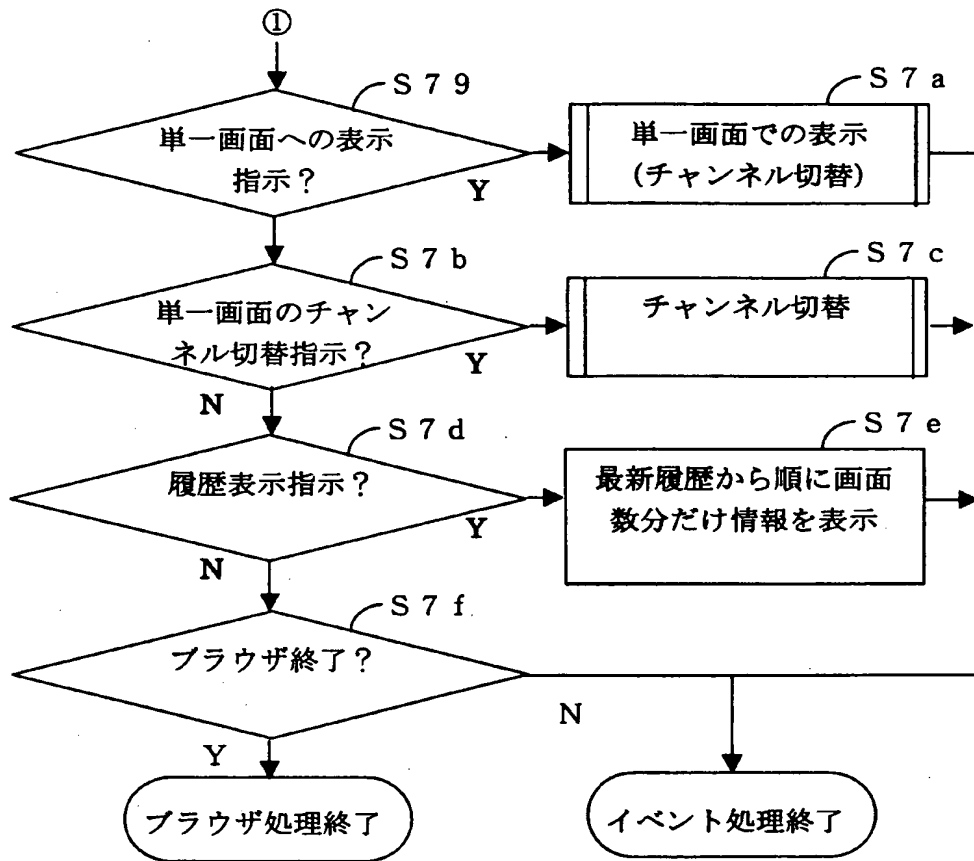 ①
S79
単一画面への表示
指示？
Y
S7a
単一画面での表示
(チャンネル切替)
S7b
単一画面のチャン
ネル切替指示？
Y
N
S7c
チャンネル切替
S7d
履歴表示指示？
Y
N
S7e
最新履歴から順に画面
数分だけ情報を表示
S7f
ブラウザ終了？
N
Y
ブラウザ処理終了
イベント処理終了